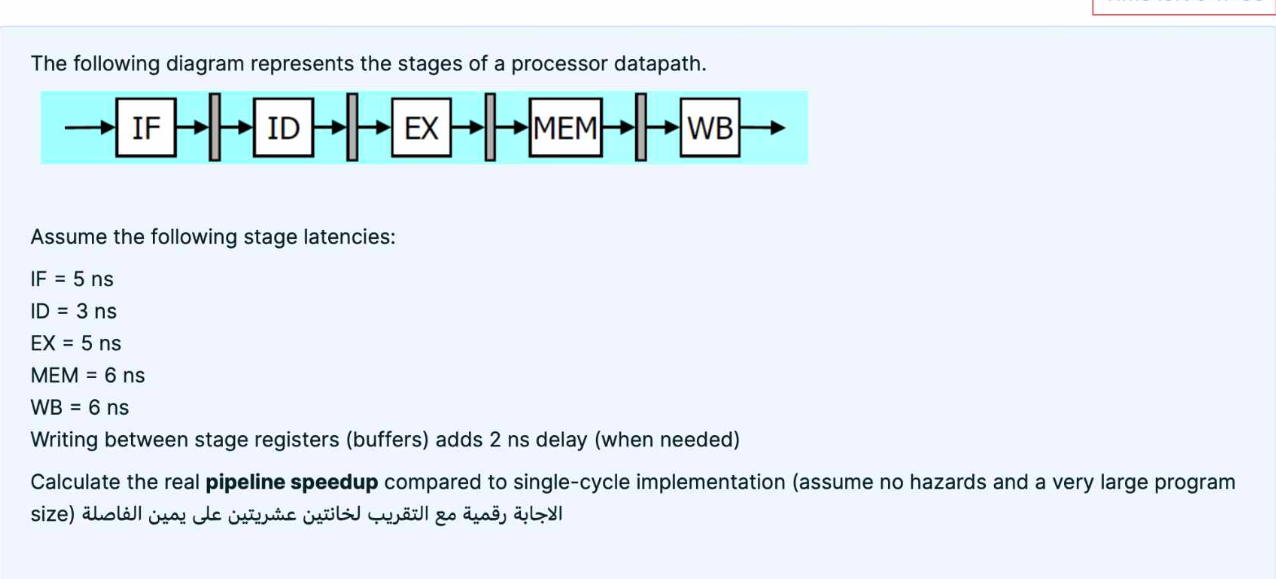 The following diagram represents the stages of a processor datapath.
IF ID EX MEM WB
Assume the following stage latencies:
IF = 5 ns
ID = 3 ns
EX = 5 ns
MEM = 6 ns
WB = 6 ns
Writing between stage registers (buffers) adds 2 ns delay (when needed)
Calculate the real pipeline speedup compared to single-cycle implementation (assume no hazards and a very large program
size) الاجابة رقمية مع التقريب لخانتين عشريتين على يمين الفاصلة